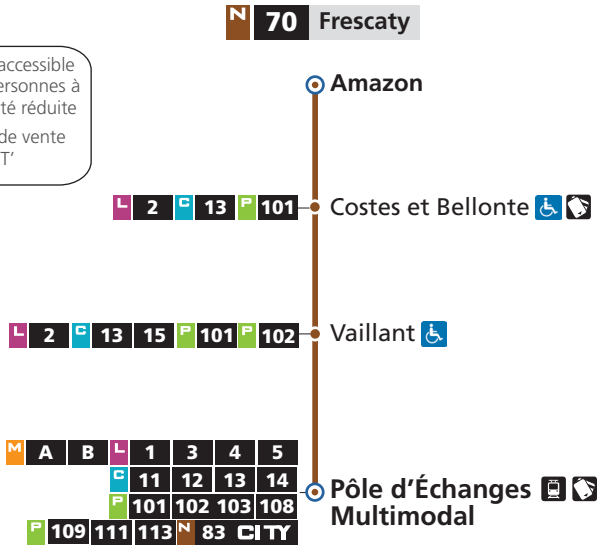 N 70 Frescaty
accessible
ersonnes à
té réduite
de vente
T'
Amazon
L 2 C 13 P 101 Costes et Bellonte
L 2 C 13 15 P 101 P 102 Vaillant
M A B L 1 3 4 5
C 11 12 13 14
P 101 102 103 108
P 109 111 113 N 83 CITY
Pôle d'Échanges
Multimodal